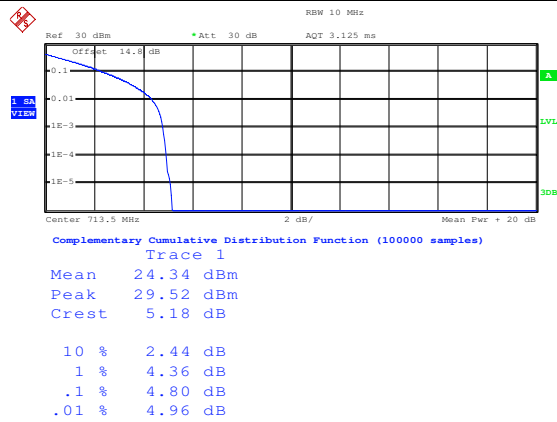 RBW 10 MHz
Ref 30 dBm * Att 30 dB AQT 3.125 ms
Offset 14.8 dB
0.1
A
0.01
1 SA
VIEW
1E-3
LVL
1E-4
1E-5
3DB
Center 713.5 MHz 2 dB/ Mean Pwr + 20 dB
Complementary Cumulative Distribution Function (100000 samples)
Trace 1
Mean 24.34 dBm
Peak 29.52 dBm
Crest 5.18 dB
10 % 2.44 dB
1 % 4.36 dB
.1 % 4.80 dB
.01 % 4.96 dB